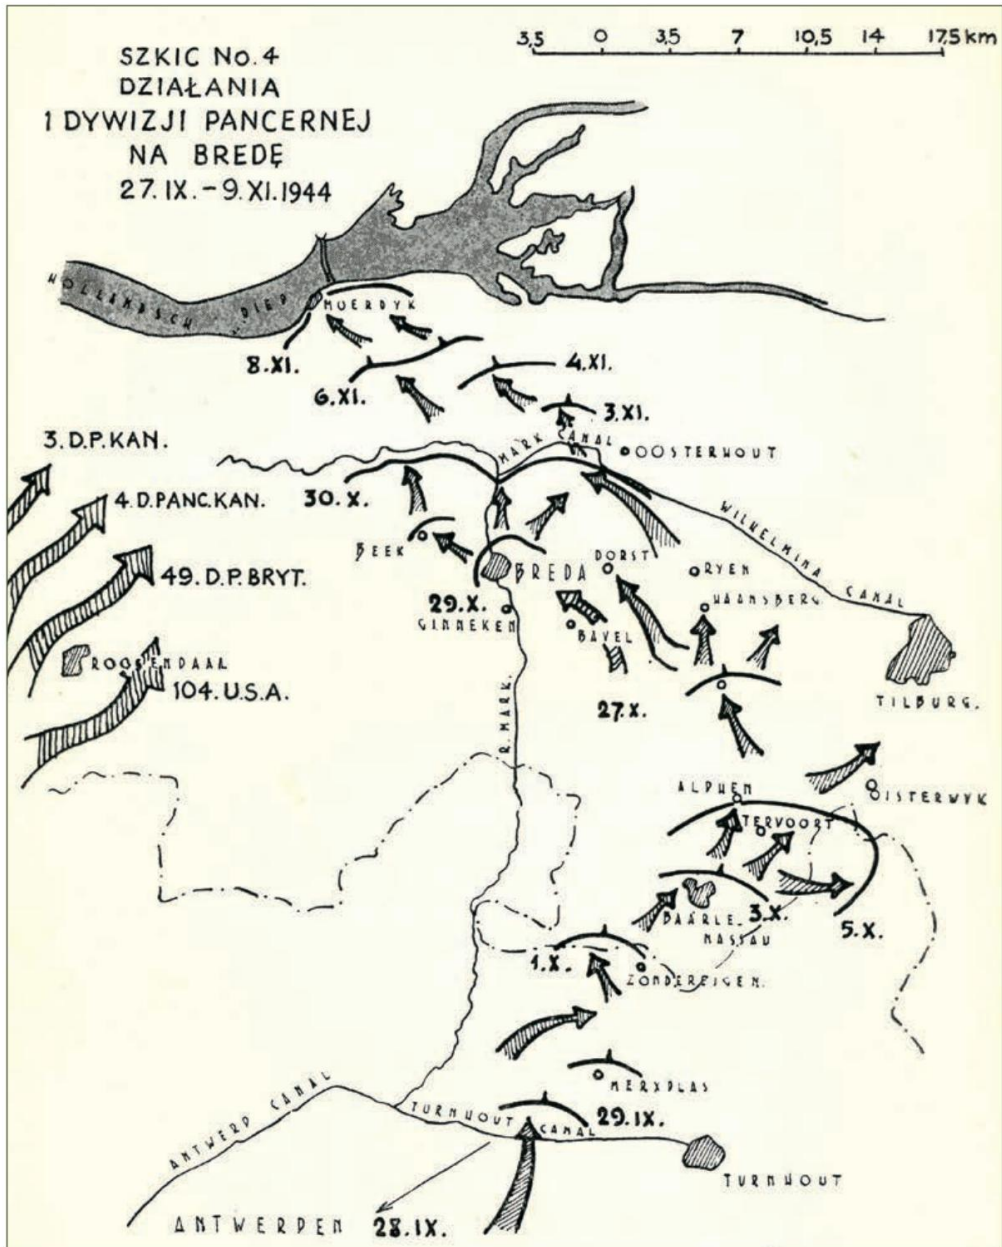 SZKIC No. 4
DZIAŁANIA
1 DYWIZJI PANCERNEJ
NA BREDĘ
27. IX. – 9. XI. 1944
3,5 0 3,5 7 10,5 14 17,5 km
HOLLANDSCH DIEP
MOERDYK
8. XI.
6. XI.
4. XI.
3. XI.
MARK CANAL
OOSTERHOUT
3. D.P. KAN.
30. X.
4. D. PANC. KAN.
WILHELMINA CANAL
BEEK
49. D.P. BRYT.
BREDA
DORST
RYEN
29. X.
GINNEKEN
HAANSBERG
BAVEL
ROOSENDAAL
104. U.S.A.
27. X.
TILBURG.
R. MARK.
ALPHEN
OISTERWYK
TERVOORT
BAARLE-
NASSAU
3. X.
5. X.
1. X.
ZONDEREIGEN.
MERXPLAS
ANTWERP CANAL
TURNHOUT CANAL
29. IX.
TURNHOUT
ANTWERPEN 28. IX.